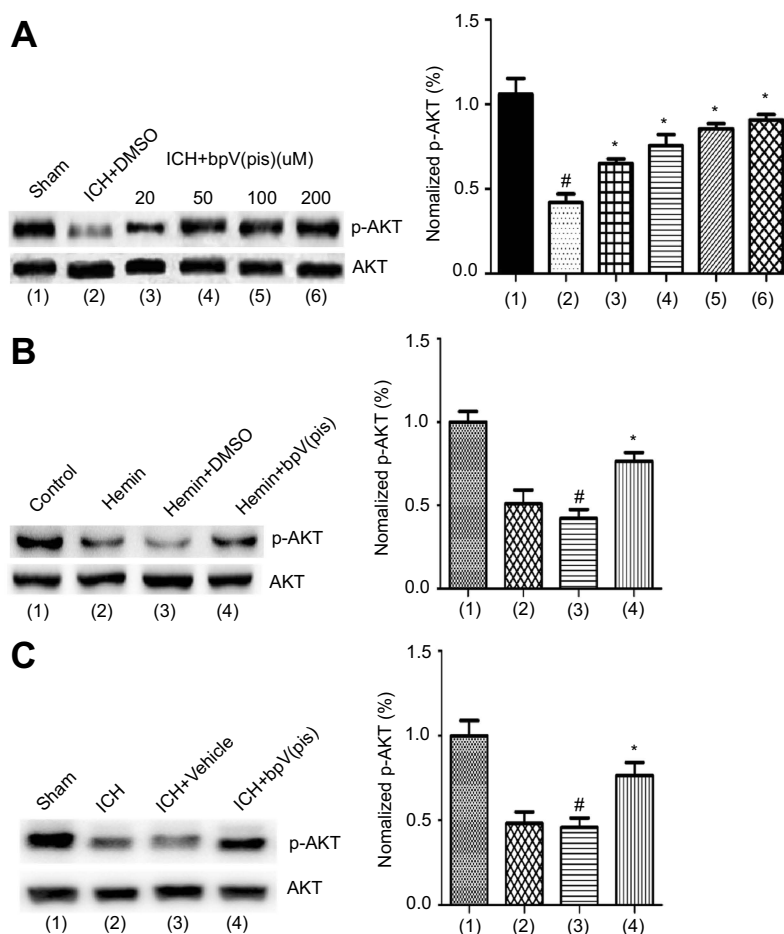 A
Sham
ICH+DMSO
ICH+bpV(pis)(uM)
20 50 100 200
p-AKT
AKT
(1) (2) (3) (4) (5) (6)
Nomalized p-AKT (%)
1.5
1.0
0.5
0.0
#
*
*
*
*
(1) (2) (3) (4) (5) (6)
B
Control
Hemin
Hemin+DMSO
Hemin+bpV(pis)
p-AKT
AKT
(1) (2) (3) (4)
Nomalized p-AKT (%)
1.5
1.0
0.5
0.0
#
*
(1) (2) (3) (4)
C
Sham
ICH
ICH+Vehicle
ICH+bpV(pis)
p-AKT
AKT
(1) (2) (3) (4)
Nomalized p-AKT (%)
1.5
1.0
0.5
0.0
#
*
(1) (2) (3) (4)